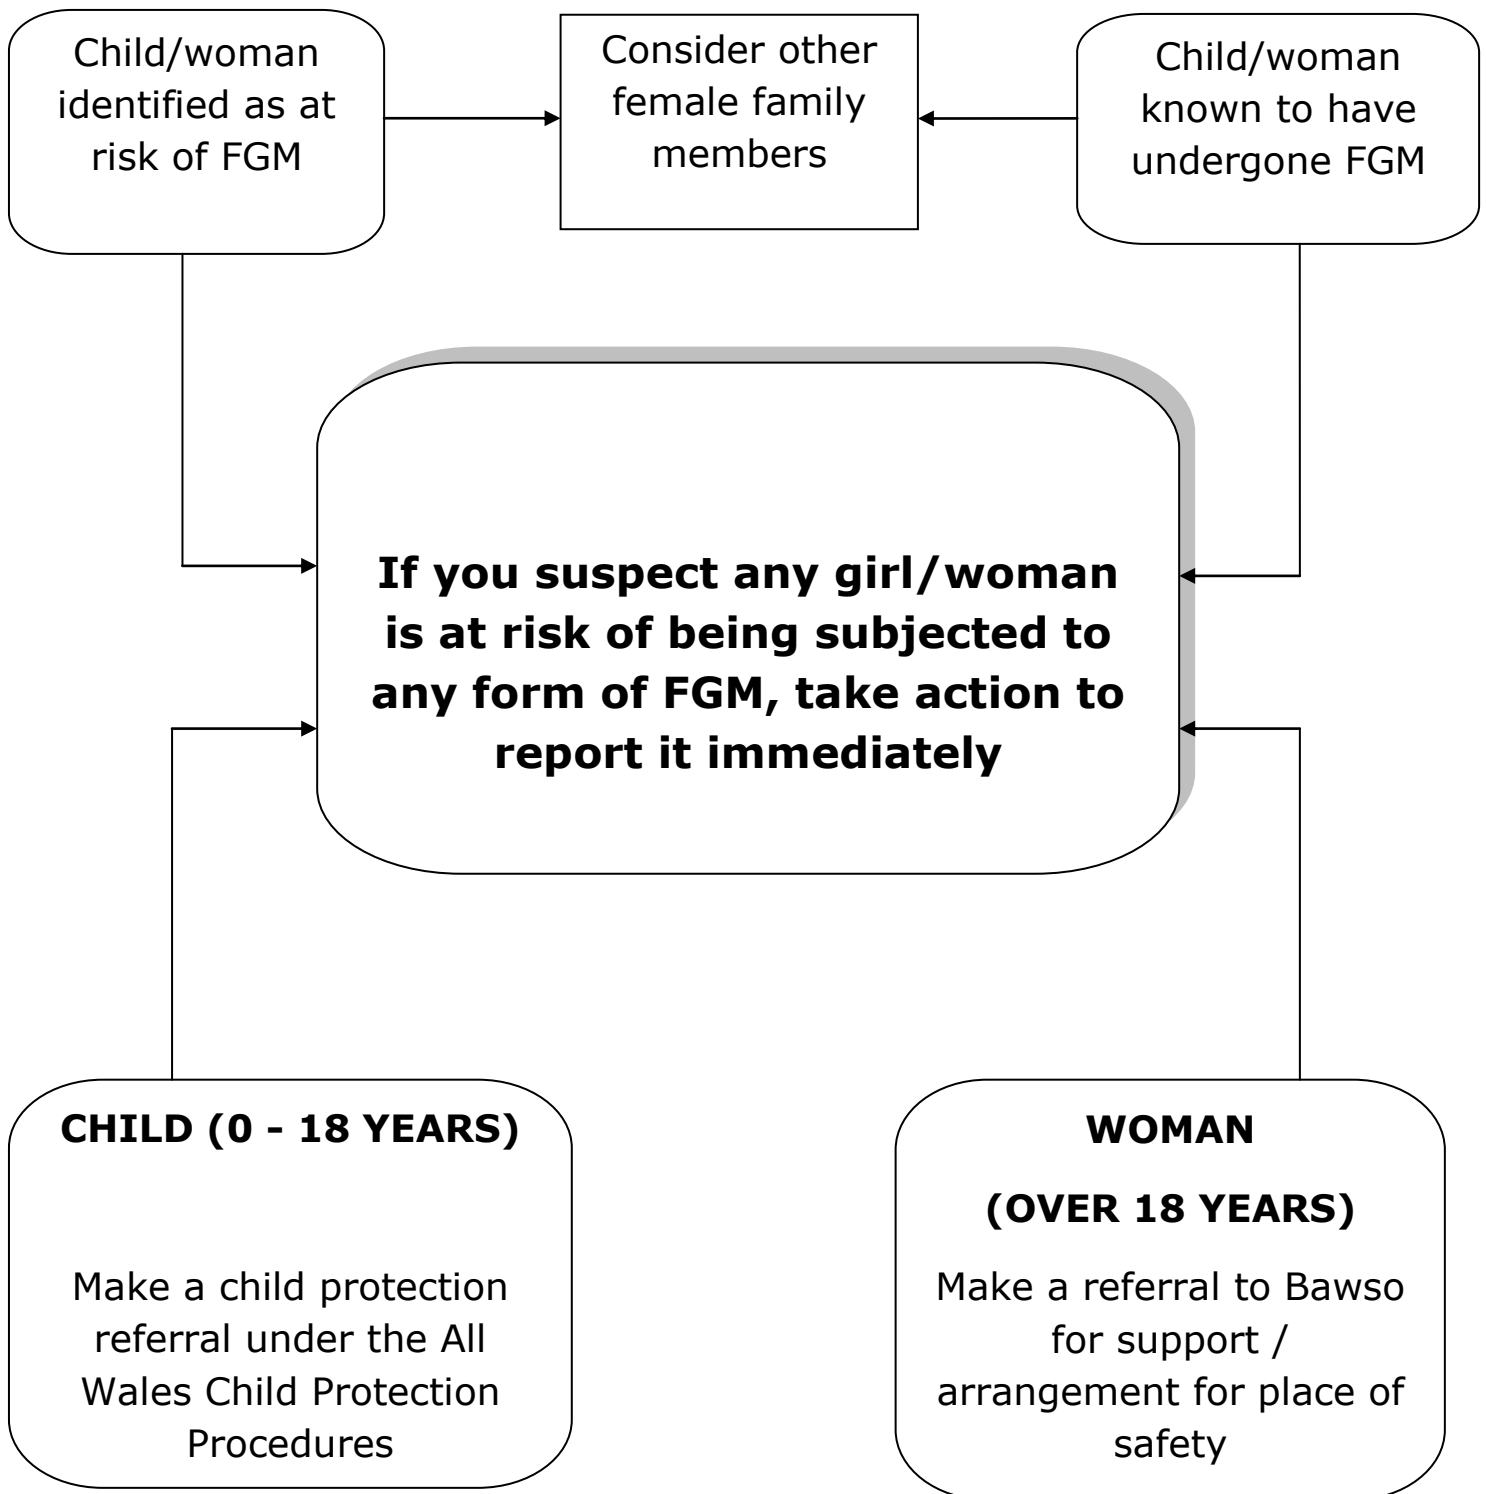 Child/woman
identified as at
risk of FGM
Consider other
female family
members
Child/woman
known to have
undergone FGM
If you suspect any girl/woman
is at risk of being subjected to
any form of FGM, take action to
report it immediately
CHILD (0 - 18 YEARS)
Make a child protection
referral under the All
Wales Child Protection
Procedures
WOMAN
(OVER 18 YEARS)
Make a referral to Bawso
for support /
arrangement for place of
safety